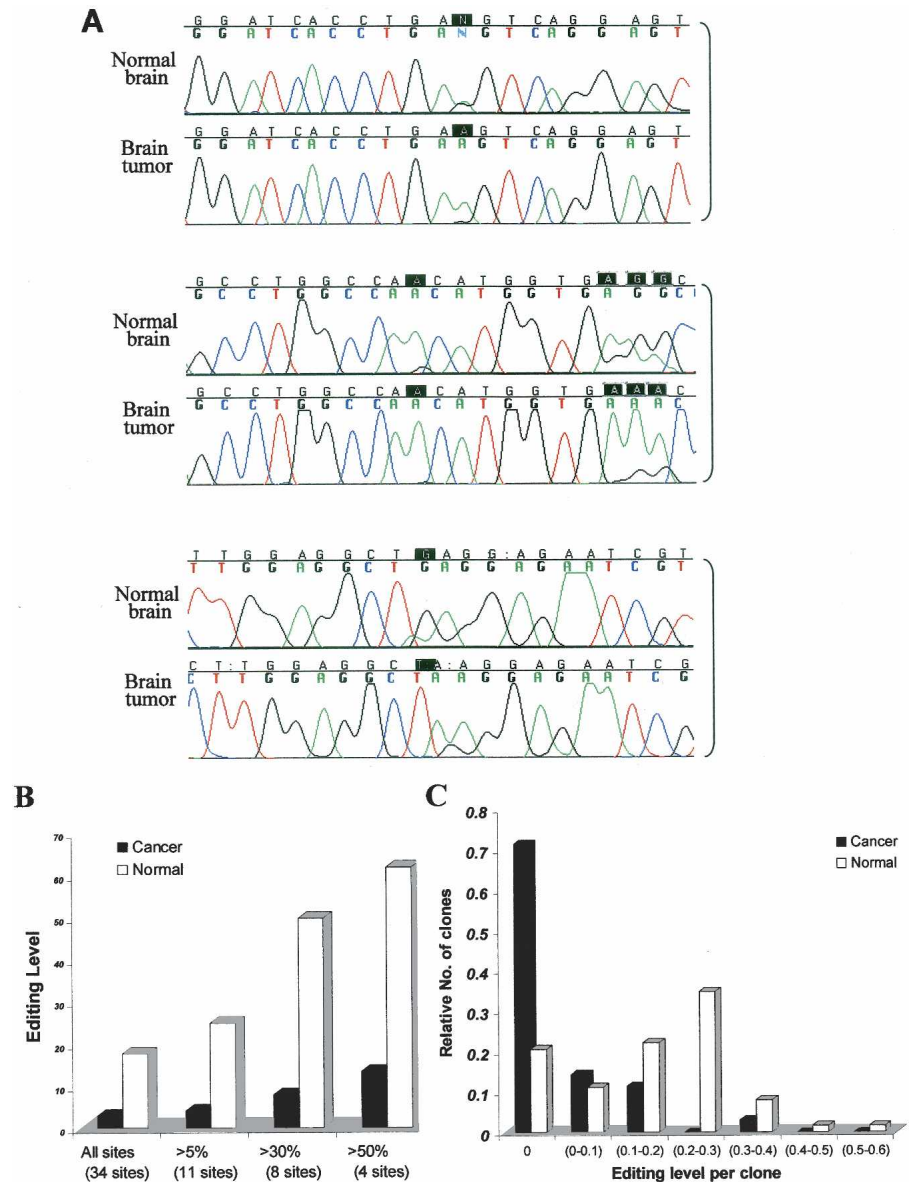 A
G G A T C A C C T G A N G T C A G G A G T
G G A T C A C C T G A N G T C A G G A G T
Normal
brain
G G A T C A C C T G A A G T C A G G A G T
G G A T C A C C T G A A G T C A G G A G T
Brain
tumor
G C C T G G C C A A C A T G G T G A G G C
G C C T G G C C A A C A T G G T G A G G C
Normal
brain
G C C T G G C C A A C A T G G T G A A A C
G C C T G G C C A A C A T G G T G A A A C
Brain
tumor
T T G G A G G C T G A G G : A G A A T C G T
T T G G A G G C T G A G G A G A A T C G T
Normal
brain
C T : T G G A G G C T A : A G G A G A A T C G
C T T G G A G G C T A A G G A G A A T C G
Brain
tumor
B
Cancer
Normal
Editing Level
70
60
50
40
30
20
10
0
All sites
(34 sites)
>5%
(11 sites)
>30%
(8 sites)
>50%
(4 sites)
C
Cancer
Normal
Relative No. of clones
0.8
0.7
0.6
0.5
0.4
0.3
0.2
0.1
0
0
(0-0.1)
(0.1-0.2)
(0.2-0.3)
(0.3-0.4)
(0.4-0.5)
(0.5-0.6)
Editing level per clone